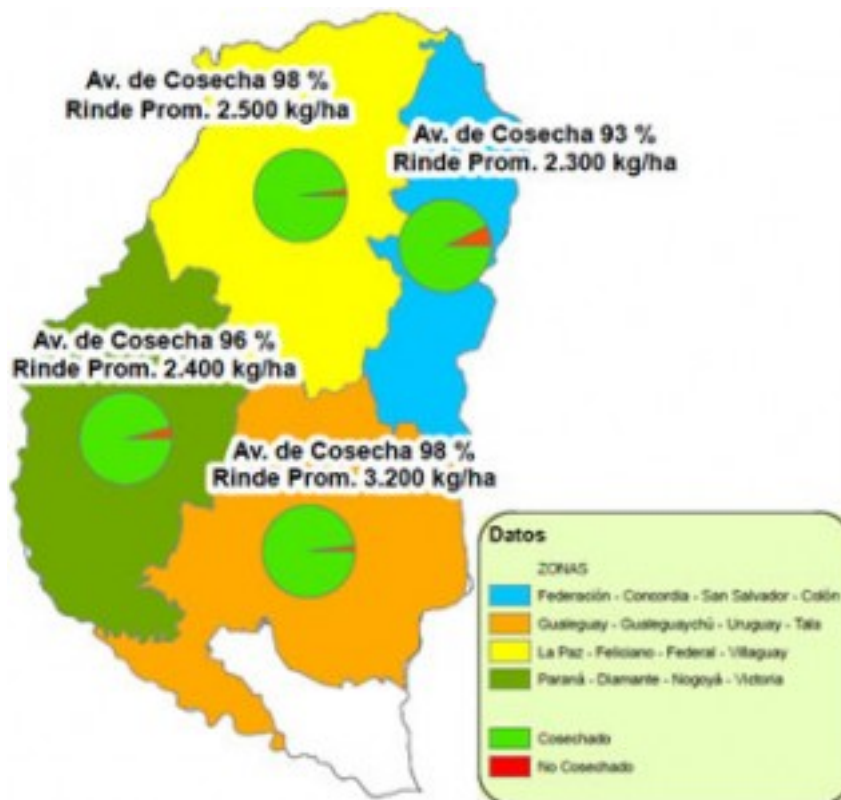 Av. de Cosecha 98 %
Rinde Prom. 2.500 kg/ha
Av. de Cosecha 93 %
Rinde Prom. 2.300 kg/ha
Av. de Cosecha 96 %
Rinde Prom. 2.400 kg/ha
Av. de Cosecha 98 %
Rinde Prom. 3.200 kg/ha
Datos
ZONAS
Federación - Concordia - San Salvador - Colón
Gualeguay - Gualeguaychú - Uruguay - Tala
La Paz - Feliciano - Federal - Villaguay
Paraná - Diamante - Nogoyá - Victoria
Cosechado
No Cosechado